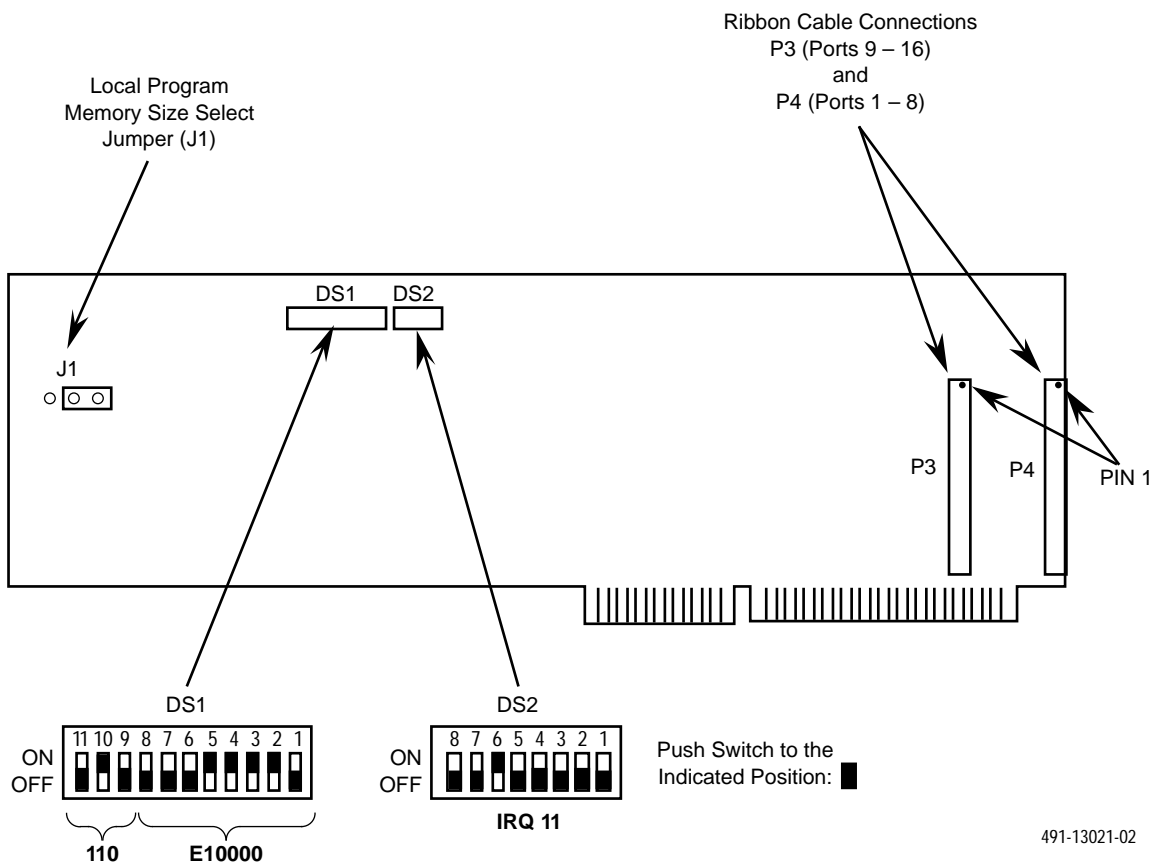 Ribbon Cable Connections
P3 (Ports 9 – 16)
and
P4 (Ports 1 – 8)
Local Program
Memory Size Select
Jumper (J1)
DS1 DS2
J1
P3 P4 PIN 1
DS1
11 10 9 8 7 6 5 4 3 2 1
ON
OFF
110 E10000
DS2
8 7 6 5 4 3 2 1
ON
OFF
IRQ 11
Push Switch to the
Indicated Position:
491-13021-02